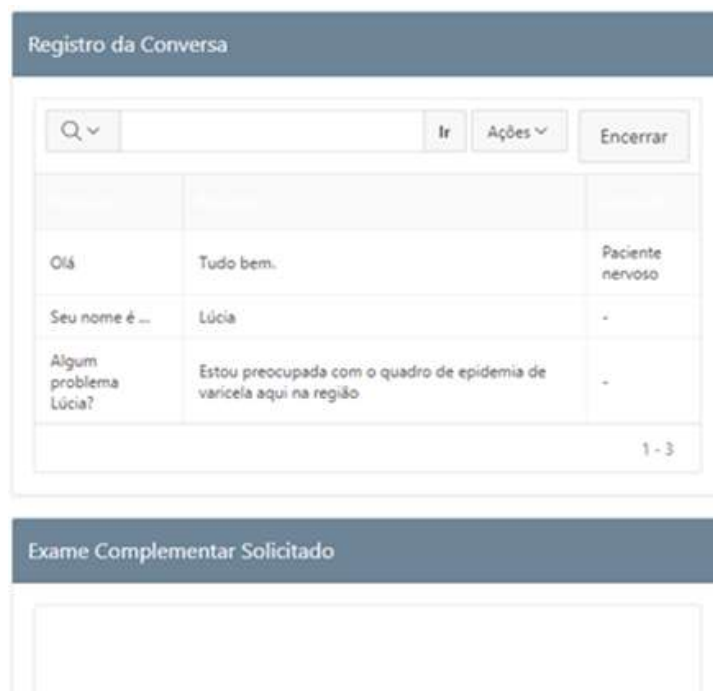 Registro da Conversa
Ir
Ações
Encerrar
Olá
Tudo bem.
Paciente
nervoso
Seu nome é ...
Lúcia
-
Algum
problema
Lúcia?
Estou preocupada com o quadro de epidemia de
varicela aqui na região
-
1 - 3
Exame Complementar Solicitado